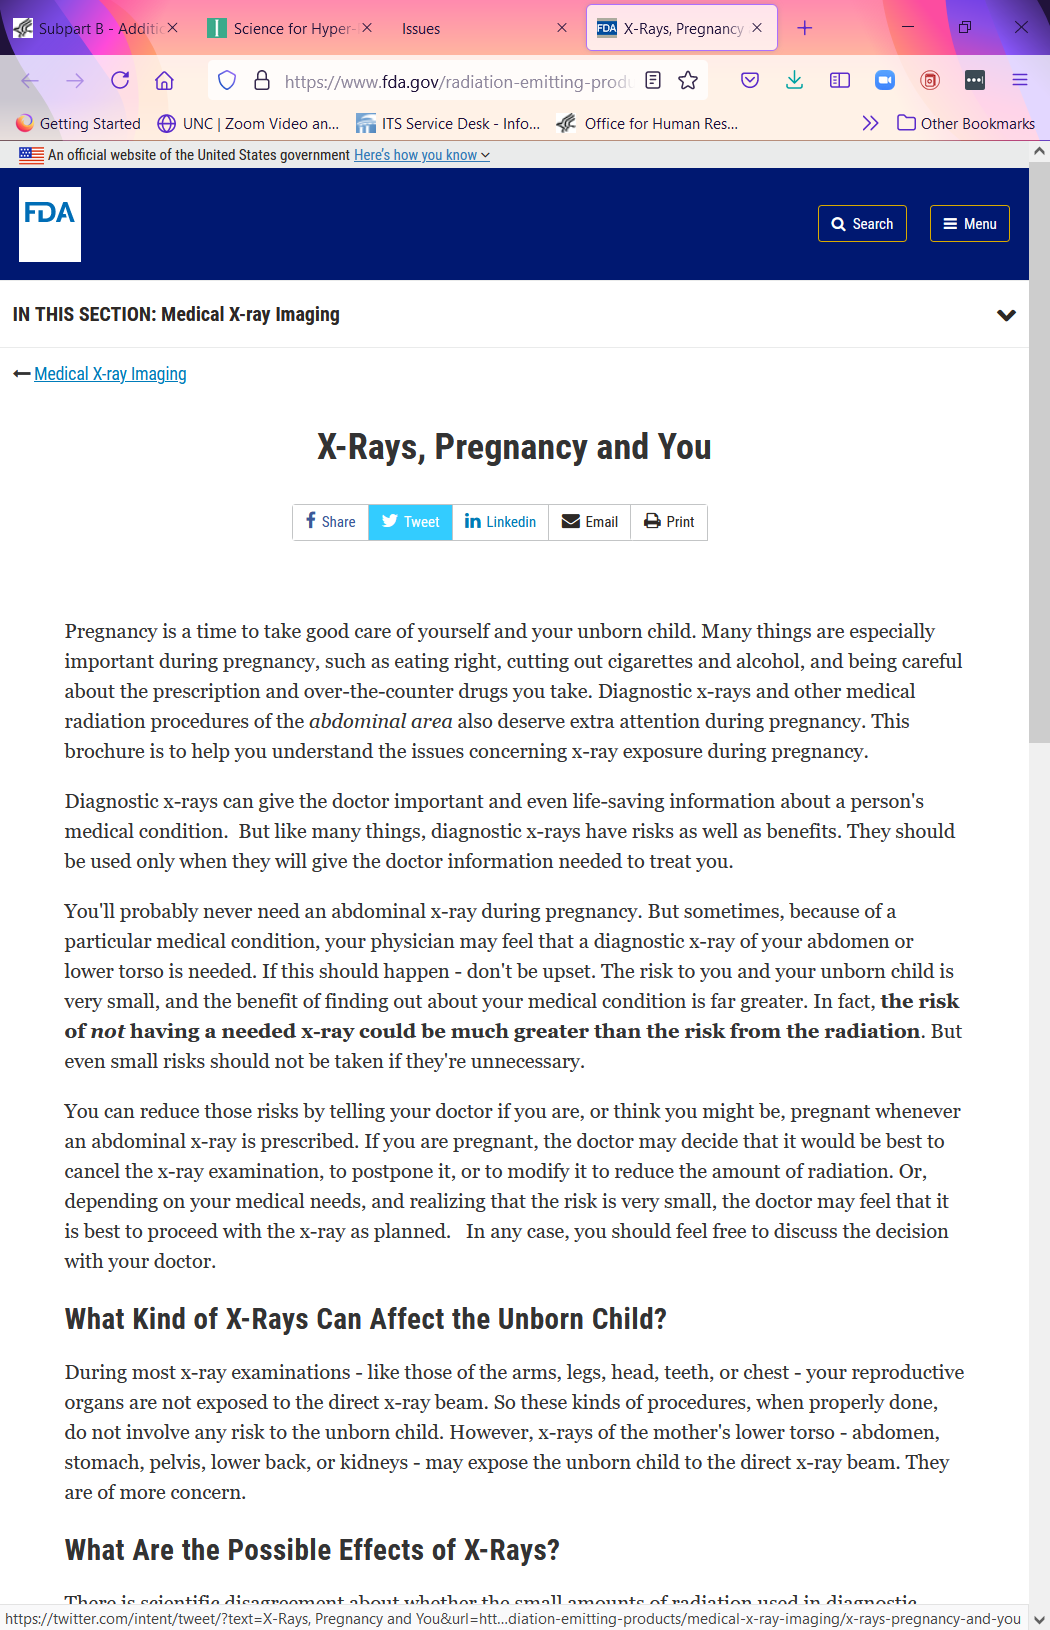 Subpart B - Additic
Science for Hyper-
Issues
FDA X-Rays, Pregnancy
https://www.fda.gov/radiation-emitting-produ
Getting Started
UNC | Zoom Video an...
ITS Service Desk - Info...
Office for Human Res...
Other Bookmarks
An official website of the United States government Here's how you know
FDA
Search
Menu
IN THIS SECTION: Medical X-ray Imaging
Medical X-ray Imaging
X-Rays, Pregnancy and You
Share
Tweet
Linkedin
Email
Print
Pregnancy is a time to take good care of yourself and your unborn child. Many things are especially
important during pregnancy, such as eating right, cutting out cigarettes and alcohol, and being careful
about the prescription and over-the-counter drugs you take. Diagnostic x-rays and other medical
radiation procedures of the abdominal area also deserve extra attention during pregnancy. This
brochure is to help you understand the issues concerning x-ray exposure during pregnancy.
Diagnostic x-rays can give the doctor important and even life-saving information about a person's
medical condition.  But like many things, diagnostic x-rays have risks as well as benefits. They should
be used only when they will give the doctor information needed to treat you.
You'll probably never need an abdominal x-ray during pregnancy. But sometimes, because of a
particular medical condition, your physician may feel that a diagnostic x-ray of your abdomen or
lower torso is needed. If this should happen - don't be upset. The risk to you and your unborn child is
very small, and the benefit of finding out about your medical condition is far greater. In fact, the risk
of not having a needed x-ray could be much greater than the risk from the radiation. But
even small risks should not be taken if they're unnecessary.
You can reduce those risks by telling your doctor if you are, or think you might be, pregnant whenever
an abdominal x-ray is prescribed. If you are pregnant, the doctor may decide that it would be best to
cancel the x-ray examination, to postpone it, or to modify it to reduce the amount of radiation. Or,
depending on your medical needs, and realizing that the risk is very small, the doctor may feel that it
is best to proceed with the x-ray as planned.   In any case, you should feel free to discuss the decision
with your doctor.
What Kind of X-Rays Can Affect the Unborn Child?
During most x-ray examinations - like those of the arms, legs, head, teeth, or chest - your reproductive
organs are not exposed to the direct x-ray beam. So these kinds of procedures, when properly done,
do not involve any risk to the unborn child. However, x-rays of the mother's lower torso - abdomen,
stomach, pelvis, lower back, or kidneys - may expose the unborn child to the direct x-ray beam. They
are of more concern.
What Are the Possible Effects of X-Rays?
There is scientific disagreement about whether the small amounts of radiation used in diagnostic
https://twitter.com/intent/tweet/?text=X-Rays, Pregnancy and You&url=htt...diation-emitting-products/medical-x-ray-imaging/x-rays-pregnancy-and-you